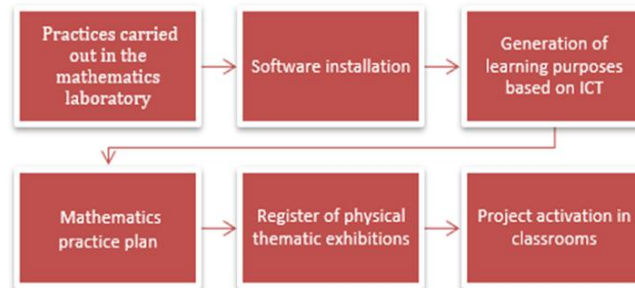 Practices carried
out in the
mathematics
laboratory
Software installation
Generation of
learning purposes
based on ICT
Mathematics
practice plan
Register of physical
thematic exhibitions
Project activation in
classrooms